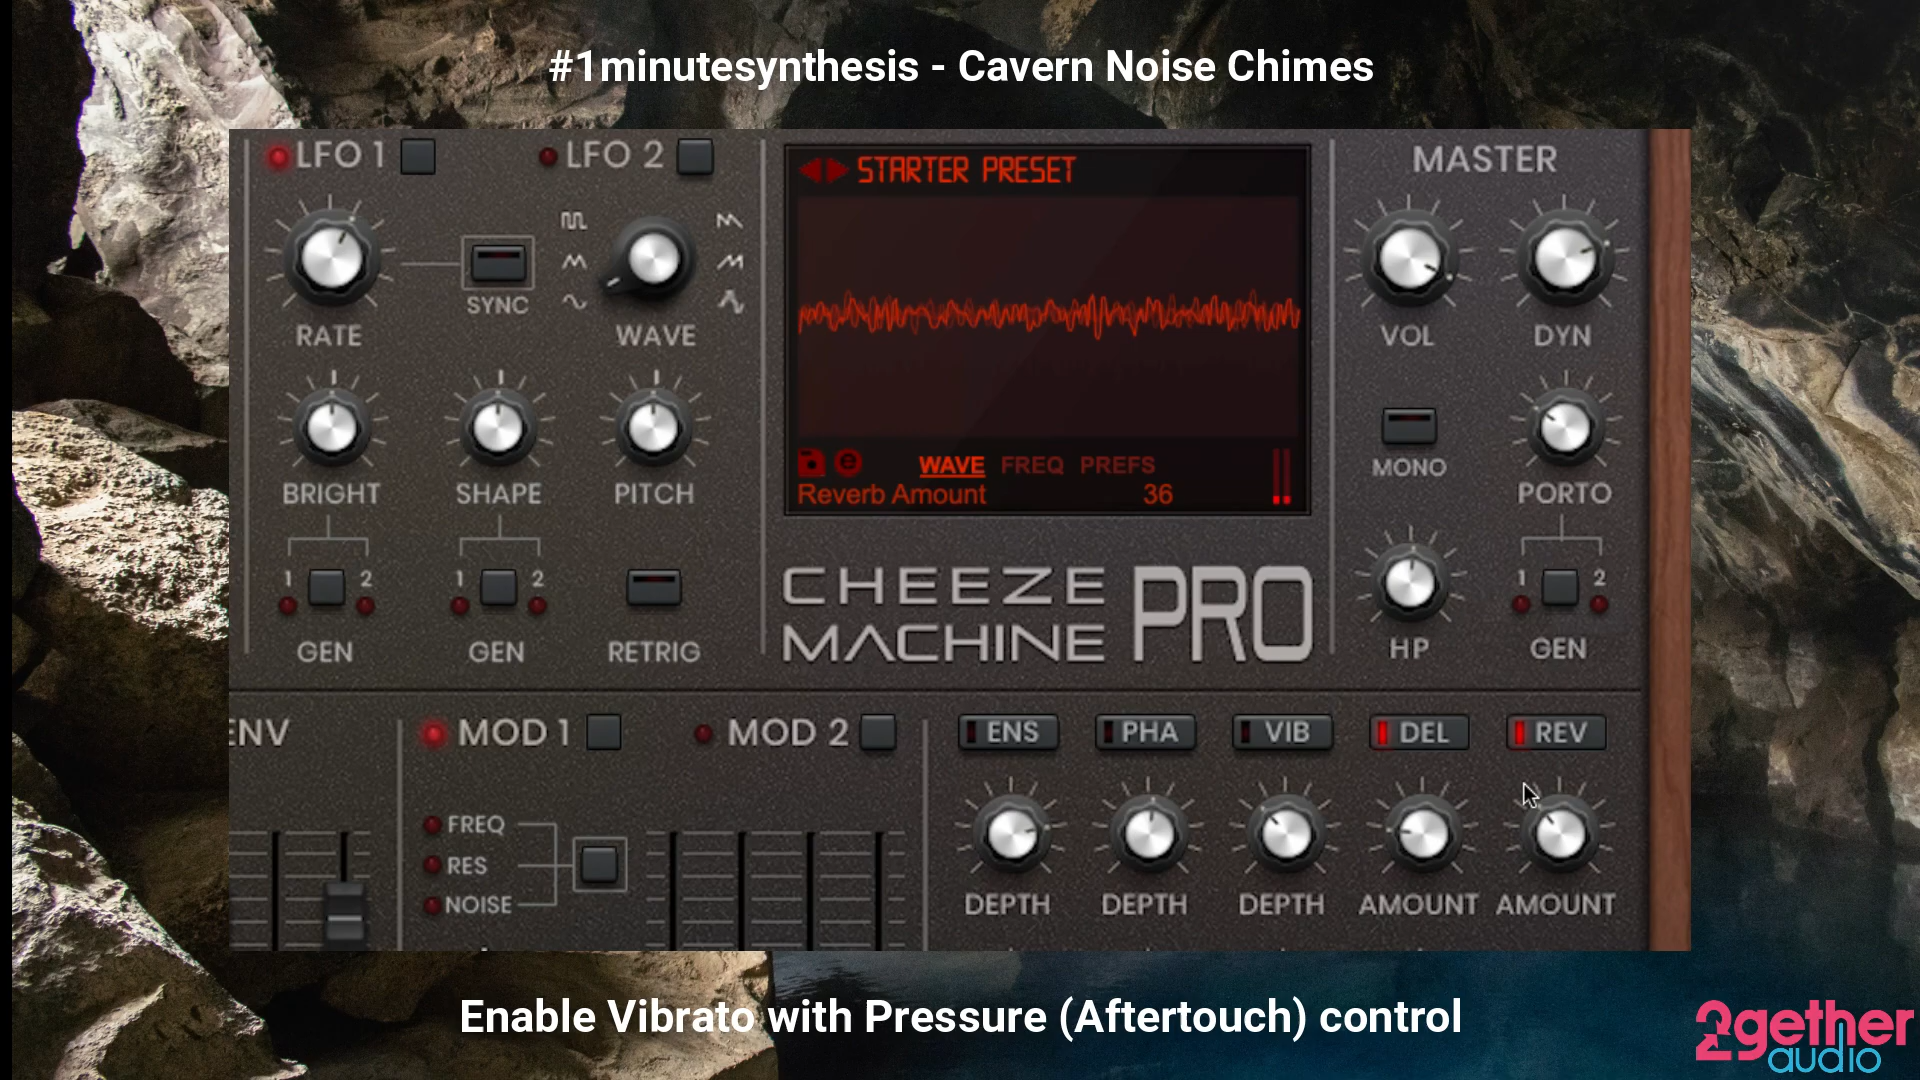 #1minutesynthesis - Cavern Noise Chimes
LFO 1
LFO 2
STARTER PRESET
MASTER
SYNC
RATE
WAVE
VOL
DYN
BRIGHT
SHAPE
PITCH
WAVE FREQ PREFS
Reverb Amount 36
MONO
PORTO
1 2
1 2
GEN
GEN
RETRIG
CHEEZE
MACHINE
PRO
HP
1 2
GEN
ENV
MOD 1
MOD 2
ENS
PHA
VIB
DEL
REV
FREQ
RES
NOISE
DEPTH
DEPTH
DEPTH
AMOUNT
AMOUNT
Enable Vibrato with Pressure (Aftertouch) control
2gether
audio